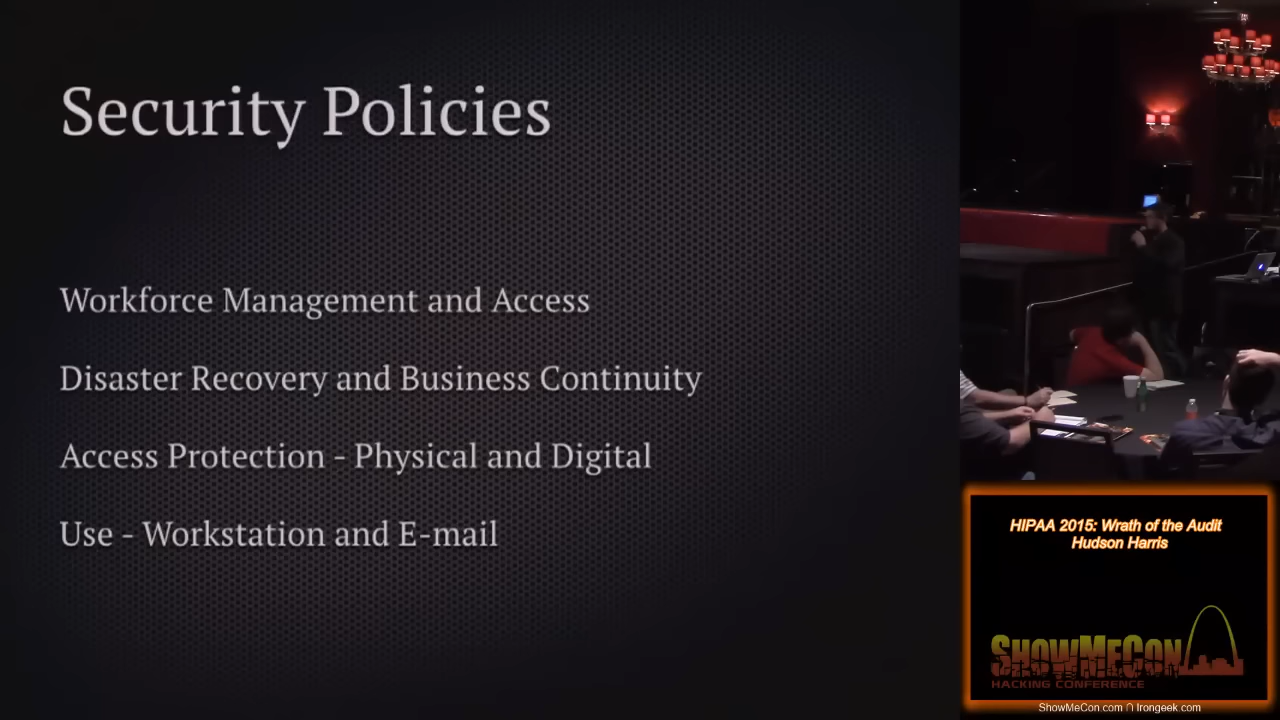 Security Policies
Workforce Management and Access
Disaster Recovery and Business Continuity
Access Protection - Physical and Digital
Use - Workstation and E-mail
HIPAA 2015: Wrath of the Audit
Hudson Harris
SHOWMECON
HACKING CONFERENCE
ShowMeCon.com ∩ Irongeek.com